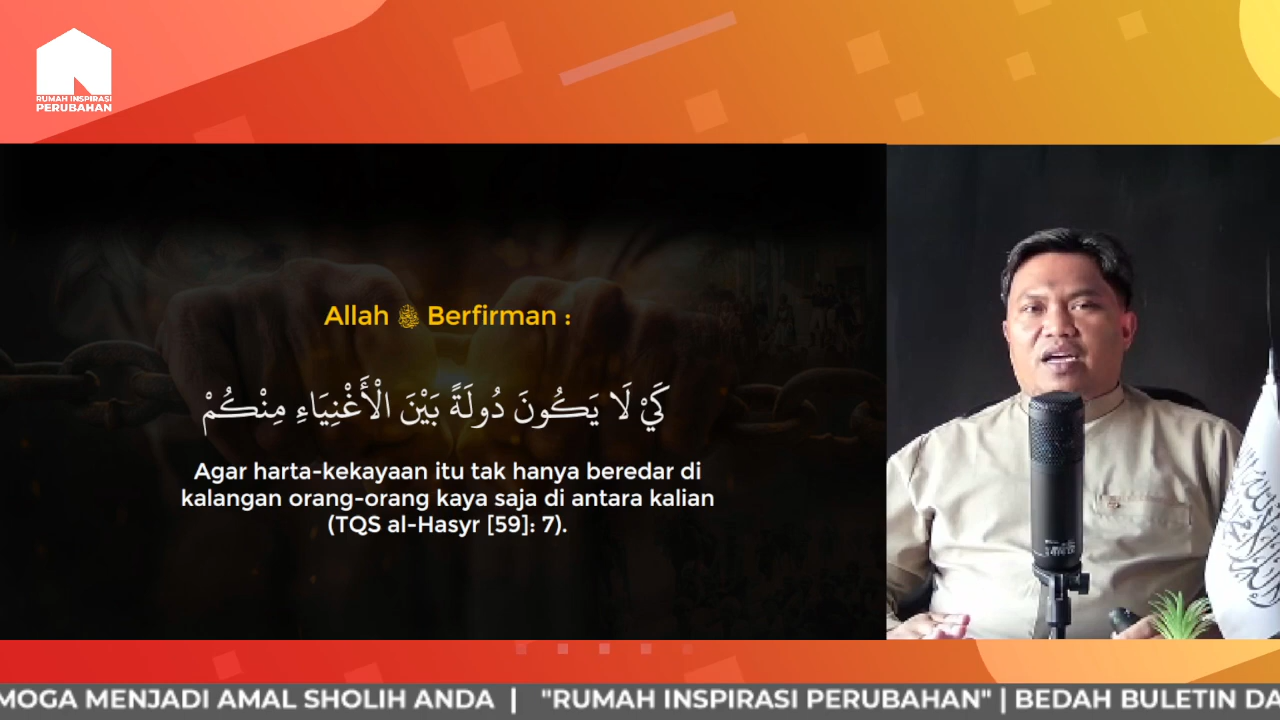 RUMAH INSPIRASI
PERUBAHAN
Allah ﷻ Berfirman :
كَيْ لَا يَكُونَ دُولَةً بَيْنَ الْأَغْنِيَاءِ مِنْكُمْ
Agar harta-kekayaan itu tak hanya beredar di
kalangan orang-orang kaya saja di antara kalian
(TQS al-Hasyr [59]: 7).
MOGA MENJADI AMAL SHOLIH ANDA | "RUMAH INSPIRASI PERUBAHAN" | BEDAH BULETIN DA